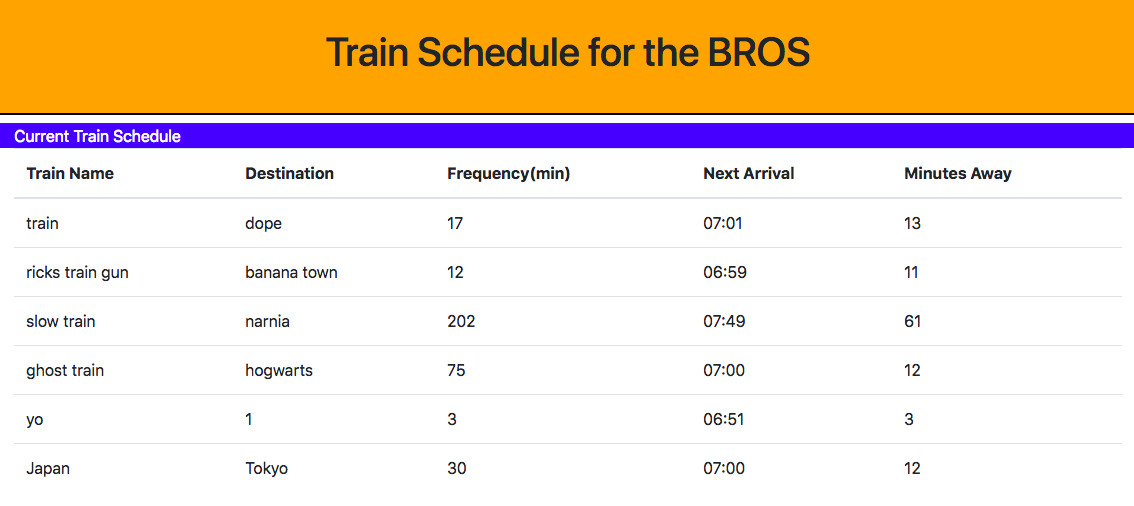 Train Schedule for the BROS
Current Train Schedule
Train Name Destination Frequency(min) Next Arrival Minutes Away
train dope 17 07:01 13
ricks train gun banana town 12 06:59 11
slow train narnia 202 07:49 61
ghost train hogwarts 75 07:00 12
yo 1 3 06:51 3
Japan Tokyo 30 07:00 12